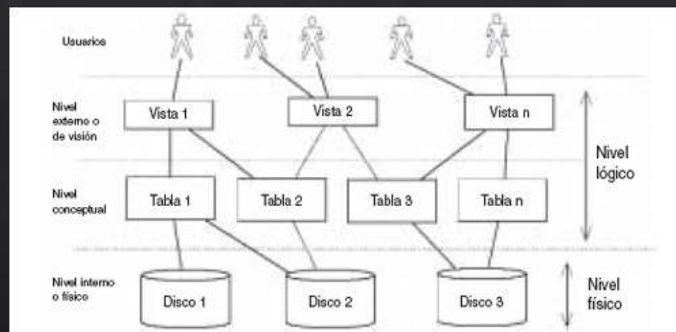 Usuarios
Nivel
externo o
de visión
Vista 1
Vista 2
Vista n
Nivel
lógico
Nivel
conceptual
Tabla 1
Tabla 2
Tabla 3
Tabla n
Nivel interno
o físico
Disco 1
Disco 2
Disco 3
Nivel
físico